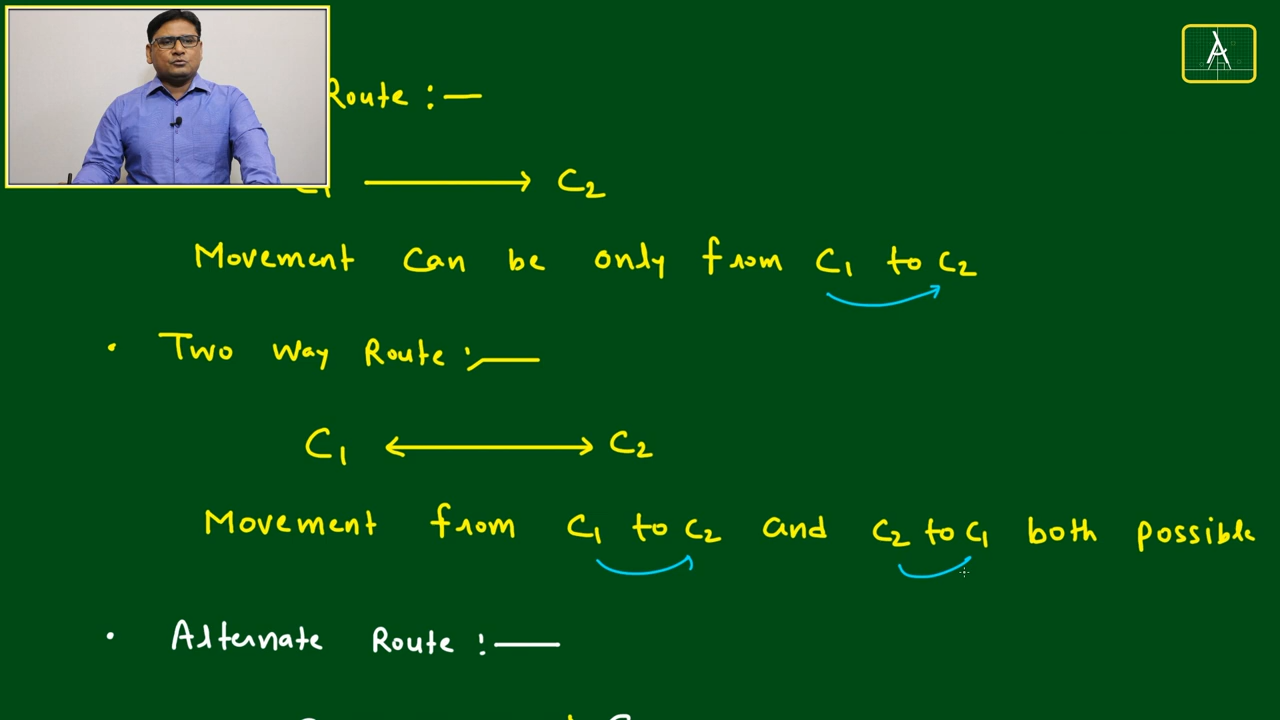 Route :—
C₁ ⟶ C₂
Movement can be only from C₁ to C₂
• Two Way Route :—
C₁ ⟷ C₂
Movement from C₁ to C₂ and C₂ to C₁ both possible
• Alternate Route :—